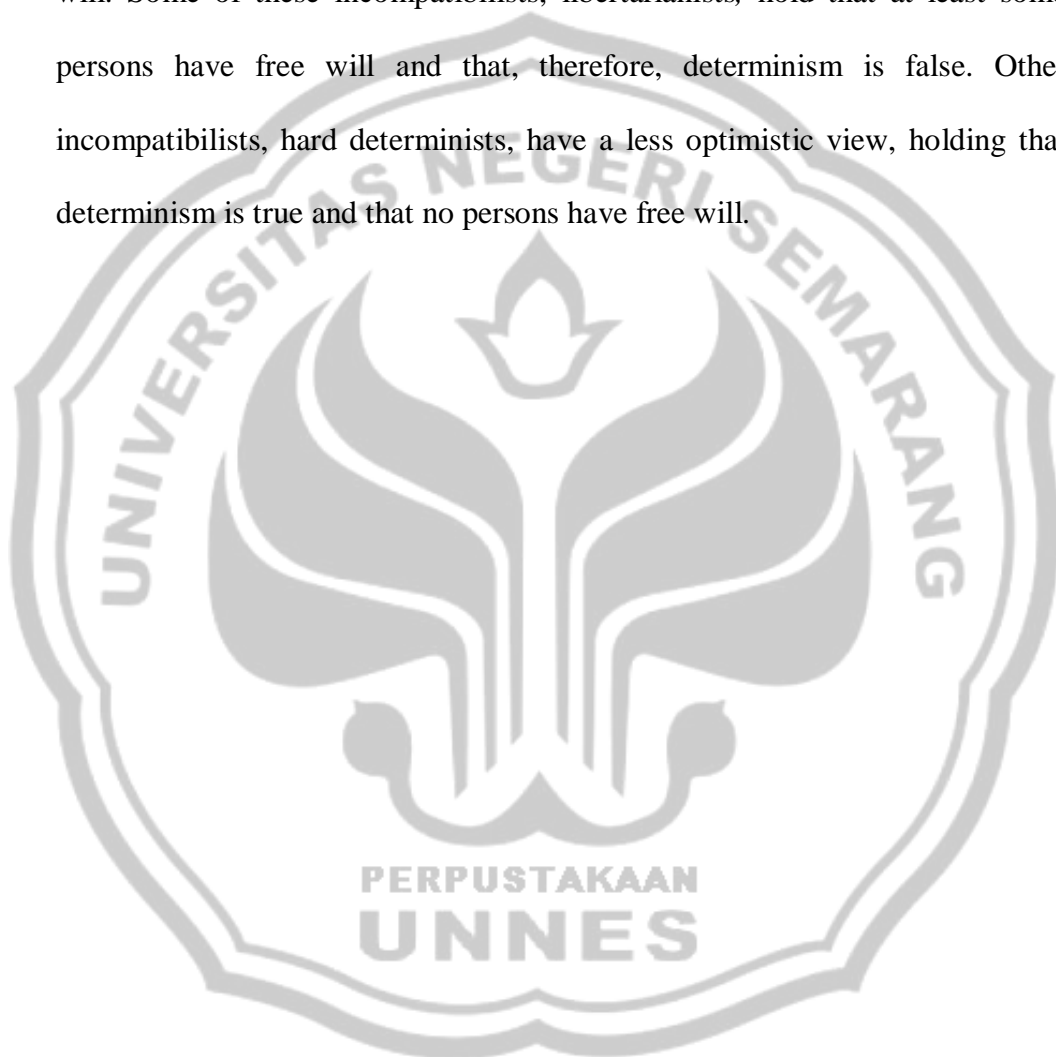 will. Some of these incompatibilists, libertarianists, hold that at least some
persons have free will and that, therefore, determinism is false. Othe
incompatibilists, hard determinists, have a less optimistic view, holding tha
determinism is true and that no persons have free will.
UNIVERSITAS NEGERI SEMARANG
PERPUSTAKAAN
UNNES